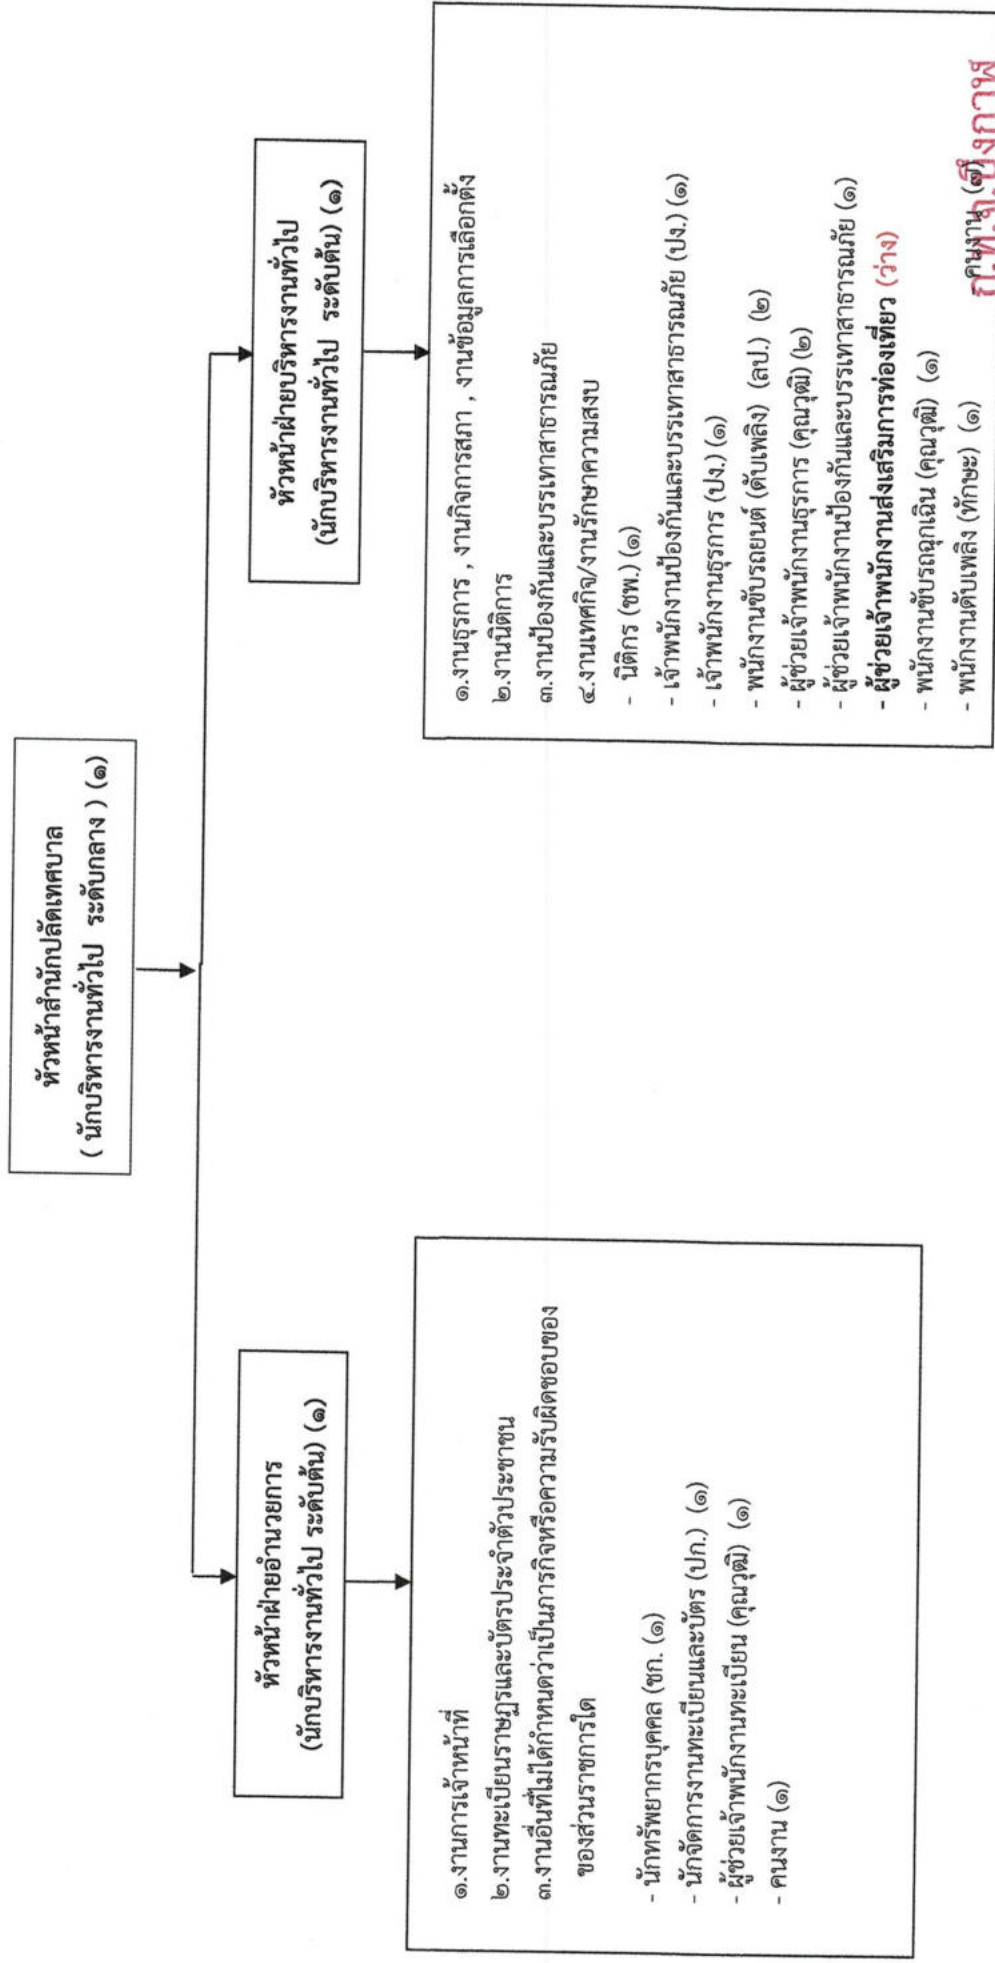 หัวหน้าสำนักปลัดเทศบาล
( นักบริหารงานทั่วไป ระดับกลาง ) (๑)
หัวหน้าฝ่ายอำนวยการ
(นักบริหารงานทั่วไป ระดับต้น) (๑)
๑.งานการเจ้าหน้าที่
๒.งานทะเบียนราษฎรและบัตรประจำตัวประชาชน
๓.งานอื่นที่ไม่ได้กำหนดว่าเป็นภารกิจหรือความรับผิดชอบของ
ของส่วนราชการใด
- นักทรัพยากรบุคคล (ชก. (๑)
- นักจัดการงานทะเบียนและบัตร (ปก.) (๑)
- ผู้ช่วยเจ้าพนักงานทะเบียน (คุณวุฒิ) (๑)
- คนงาน (๑)
หัวหน้าฝ่ายบริหารงานทั่วไป
(นักบริหารงานทั่วไป ระดับต้น) (๑)
๑.งานธุรการ , งานกิจการสภา , งานข้อมูลการเลือกตั้ง
๒.งานนิติการ
๓.งานป้องกันและบรรเทาสาธารณภัย
๔.งานเทศกิจ/งานรักษาความสงบ
- นิติกร (ชพ.) (๑)
- เจ้าพนักงานป้องกันและบรรเทาสาธารณภัย (ปง.) (๑)
- เจ้าพนักงานธุรการ (ปง.) (๑)
- พนักงานขับรถยนต์ (ดับเพลิง) (ลป.) (๒)
- ผู้ช่วยเจ้าพนักงานธุรการ (คุณวุฒิ) (๒)
- ผู้ช่วยเจ้าพนักงานป้องกันและบรรเทาสาธารณภัย (๑)
- ผู้ช่วยเจ้าพนักงานส่งเสริมการท่องเที่ยว (ว่าง)
- พนักงานขับรถฉุกเฉิน (คุณวุฒิ) (๑)
- พนักงานดับเพลิง (ทักษะ) (๑)
- คนงาน (๗)
ก.ท.จ.บึงกาฬ